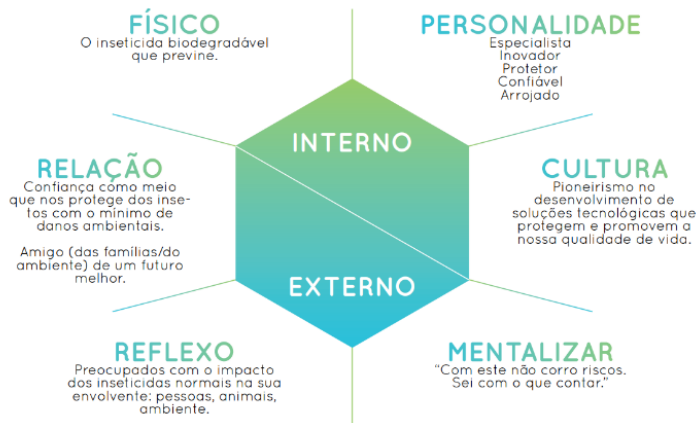 FÍSICO
O inseticida biodegradável
que previne.
PERSONALIDADE
Especialista
Inovador
Protetor
Confiável
Arrojado
INTERNO
RELAÇÃO
Confiança como meio
que nos protege dos inse-
tos com o mínimo de
danos ambientais.
Amigo (das famílias/do
ambiente) de um futuro
melhor.
CULTURA
Pioneirismo no
desenvolvimento de
soluções tecnológicas que
protegem e promovem a
nossa qualidade de vida.
EXTERNO
REFLEXO
Preocupados com o impacto
dos inseticidas normais na sua
envolvente: pessoas, animais,
ambiente.
MENTALIZAR
“Com este não corro riscos.
Sei com o que contar.”